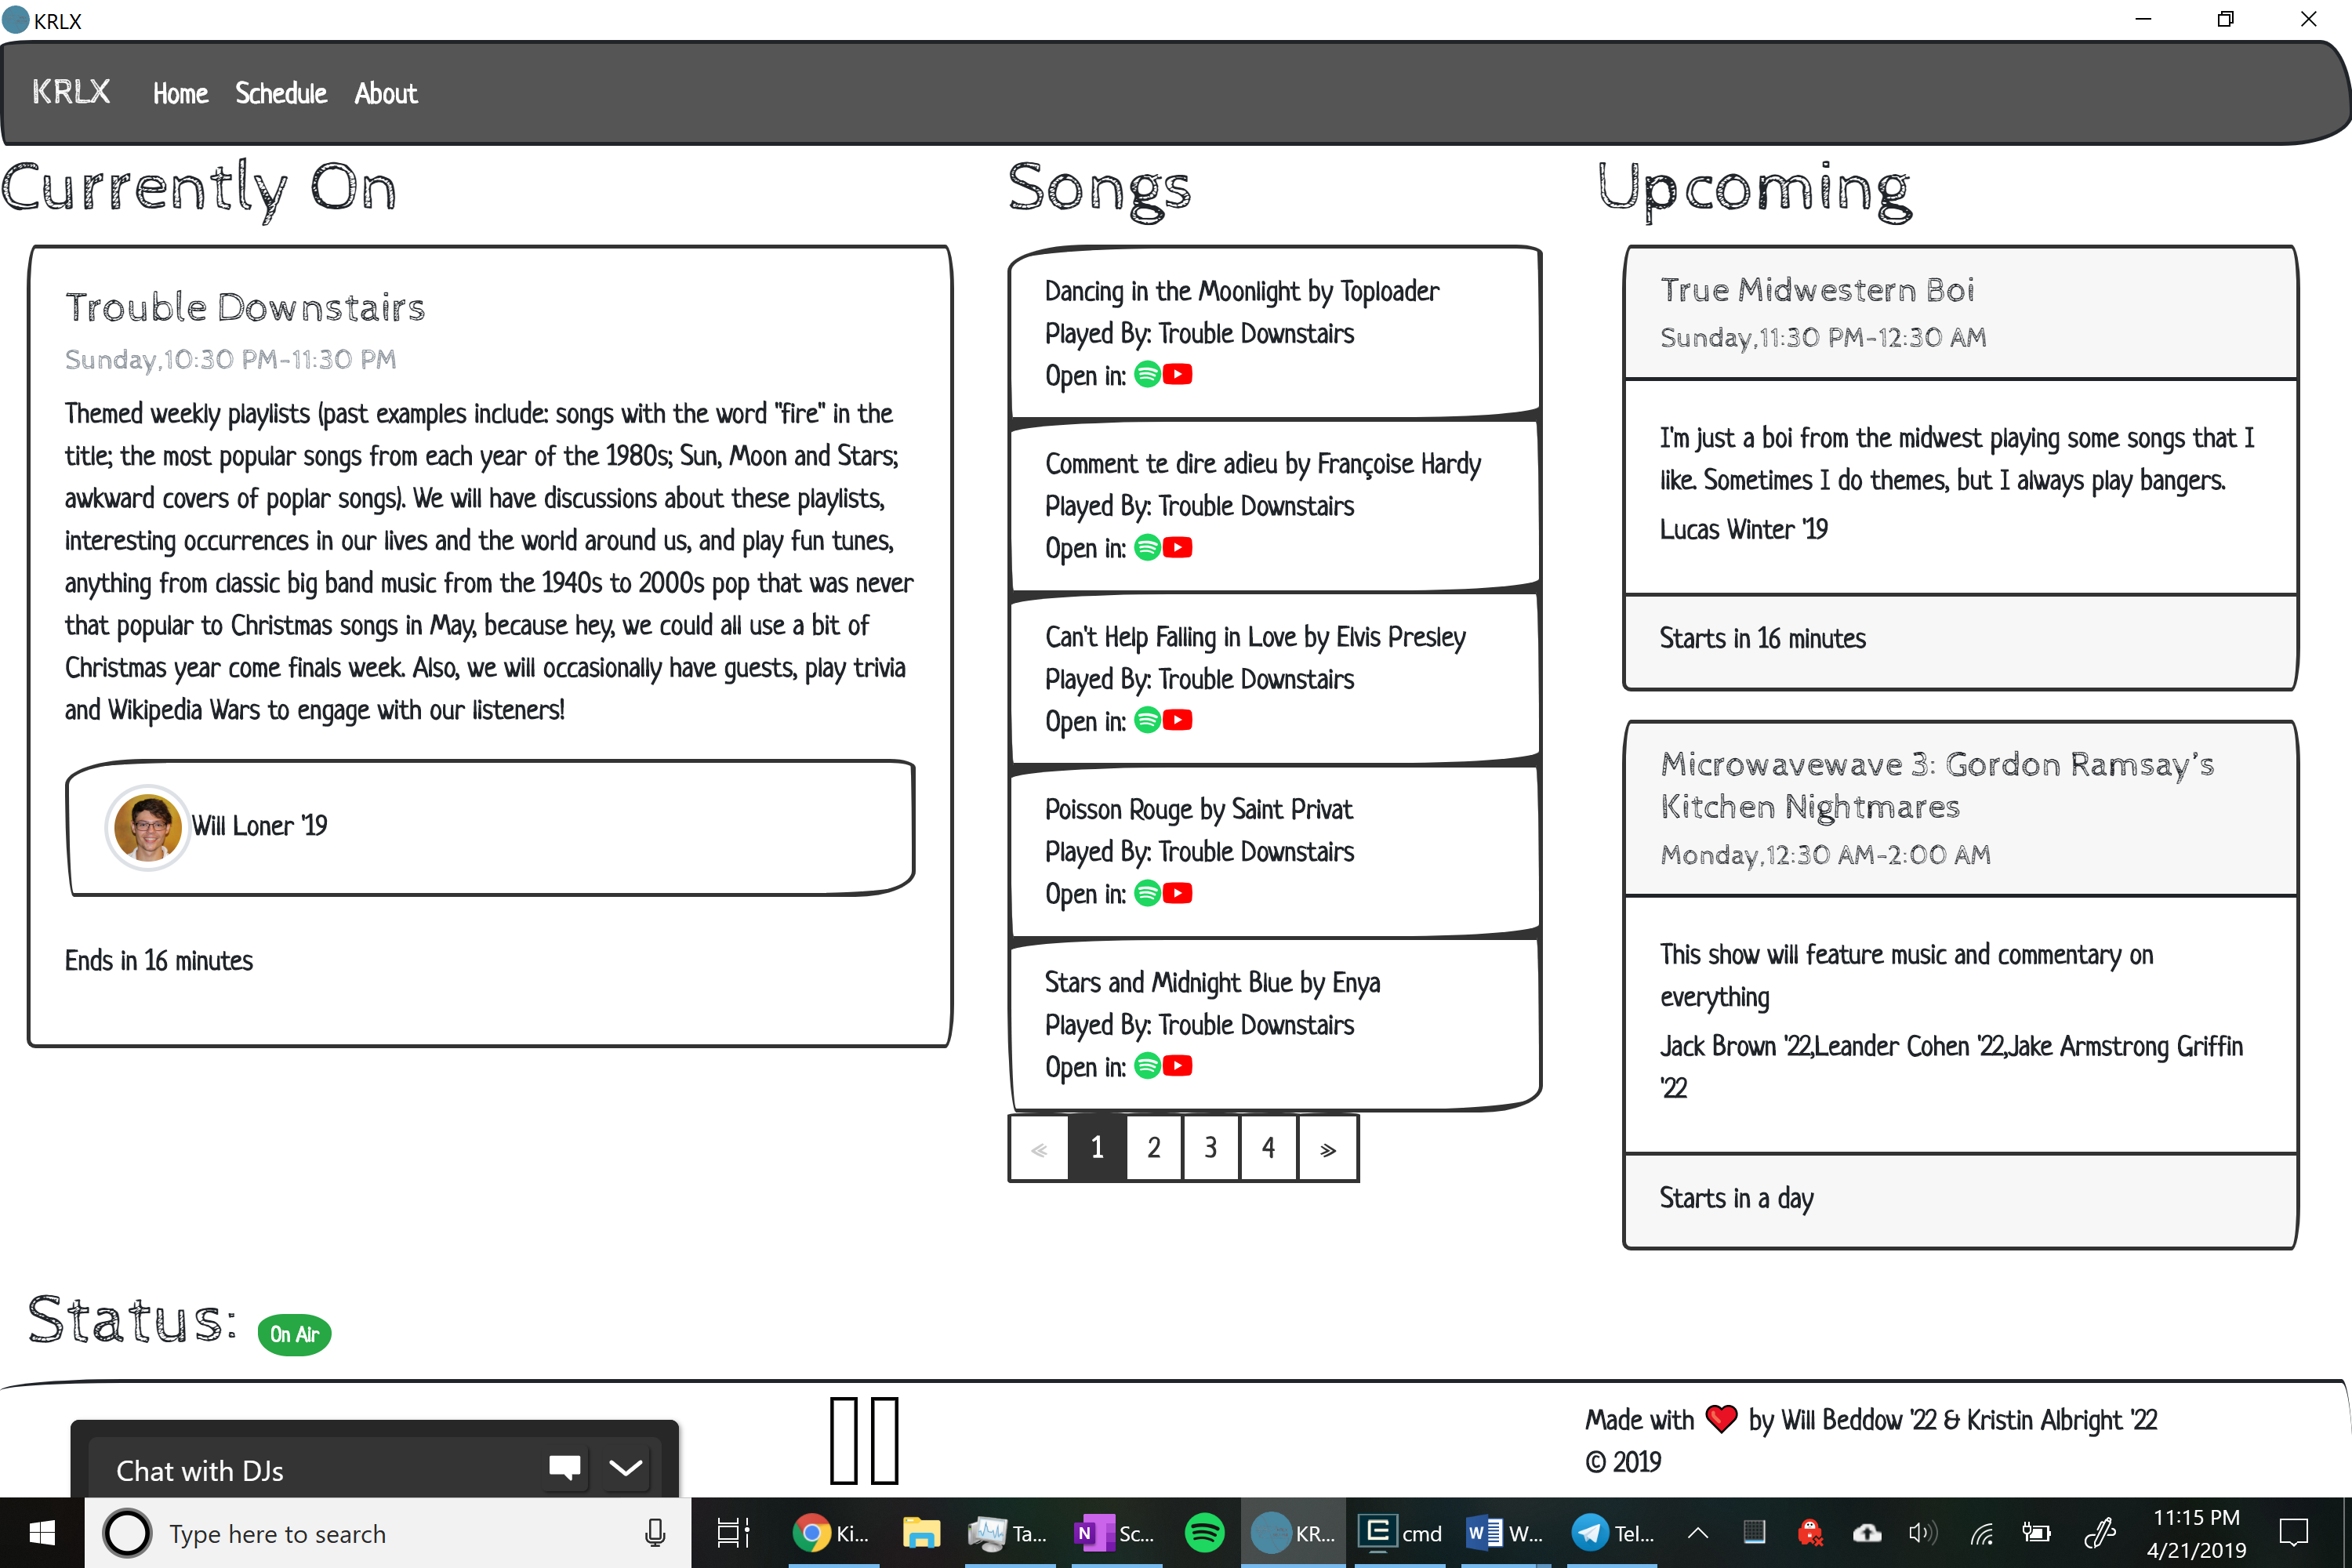 KRLX
KRLX Home Schedule About
Currently On
Trouble Downstairs
Sunday,10:30 PM-11:30 PM
Themed weekly playlists (past examples include: songs with the word "fire" in the
title; the most popular songs from each year of the 1980s; Sun, Moon and Stars;
awkward covers of poplar songs). We will have discussions about these playlists,
interesting occurrences in our lives and the world around us, and play fun tunes,
anything from classic big band music from the 1940s to 2000s pop that was never
that popular to Christmas songs in May, because hey, we could all use a bit of
Christmas year come finals week. Also, we will occasionally have guests, play trivia
and Wikipedia Wars to engage with our listeners!
Will Loner '19
Ends in 16 minutes
Songs
Dancing in the Moonlight by Toploader
Played By: Trouble Downstairs
Open in:
Comment te dire adieu by Françoise Hardy
Played By: Trouble Downstairs
Open in:
Can't Help Falling in Love by Elvis Presley
Played By: Trouble Downstairs
Open in:
Poisson Rouge by Saint Privat
Played By: Trouble Downstairs
Open in:
Stars and Midnight Blue by Enya
Played By: Trouble Downstairs
Open in:
« 1 2 3 4 »
Upcoming
True Midwestern Boi
Sunday,11:30 PM-12:30 AM
I'm just a boi from the midwest playing some songs that I
like. Sometimes I do themes, but I always play bangers.
Lucas Winter '19
Starts in 16 minutes
Microwavewave 3: Gordon Ramsay's
Kitchen Nightmares
Monday,12:30 AM-2:00 AM
This show will feature music and commentary on
everything
Jack Brown '22,Leander Cohen '22,Jake Armstrong Griffin
'22
Starts in a day
Status: On Air
Chat with DJs
Made with ❤ by Will Beddow '22 & Kristin Albright '22
© 2019
Type here to search
Ki...
Ta...
N Sc...
KR...
cmd
W W...
Tel...
11:15 PM
4/21/2019